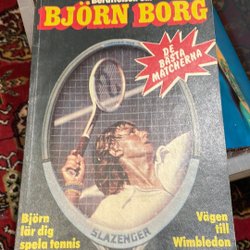 BJÖRN BORG
DE
BÄSTA
MATCHERNA
SLAZENGER
Björn
lär dig
spela tennis
Vägen
till
Wimbledon